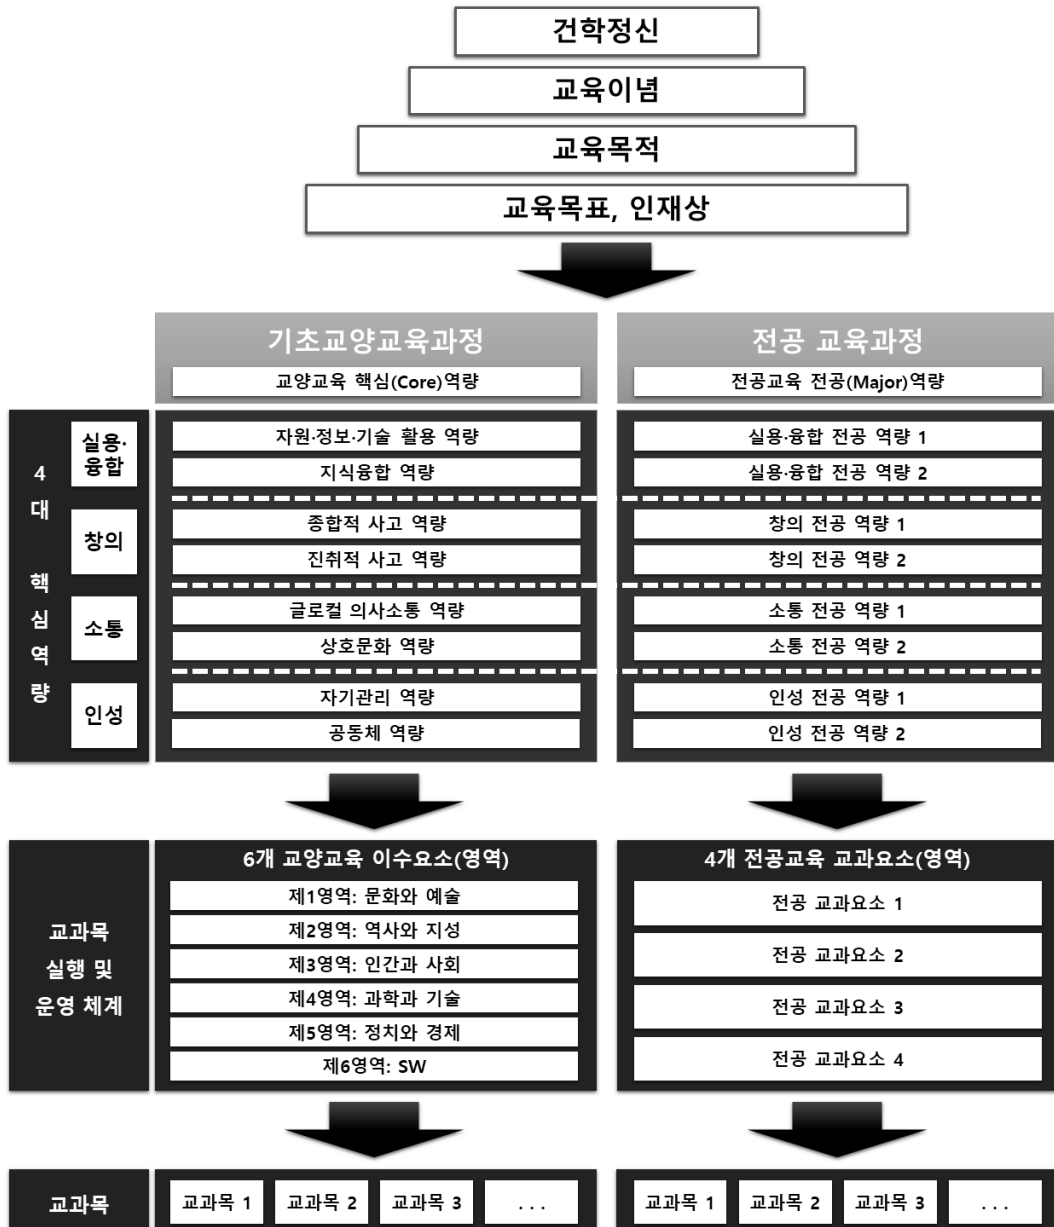 건학정신
교육이념
교육목적
교육목표, 인재상
기초교양교육과정
교양교육 핵심(Core)역량
전공 교육과정
전공교육 전공(Major)역량
4
대
핵
심
역
량
실용·
융합
자원·정보·기술 활용 역량
지식융합 역량
실용·융합 전공 역량 1
실용·융합 전공 역량 2
창의
종합적 사고 역량
진취적 사고 역량
창의 전공 역량 1
창의 전공 역량 2
소통
글로컬 의사소통 역량
상호문화 역량
소통 전공 역량 1
소통 전공 역량 2
인성
자기관리 역량
공동체 역량
인성 전공 역량 1
인성 전공 역량 2
교과목
실행 및
운영 체계
6개 교양교육 이수요소(영역)
제1영역: 문화와 예술
제2영역: 역사와 지성
제3영역: 인간과 사회
제4영역: 과학과 기술
제5영역: 정치와 경제
제6영역: SW
4개 전공교육 교과요소(영역)
전공 교과요소 1
전공 교과요소 2
전공 교과요소 3
전공 교과요소 4
교과목
교과목 1
교과목 2
교과목 3
. . .
교과목 1
교과목 2
교과목 3
. . .